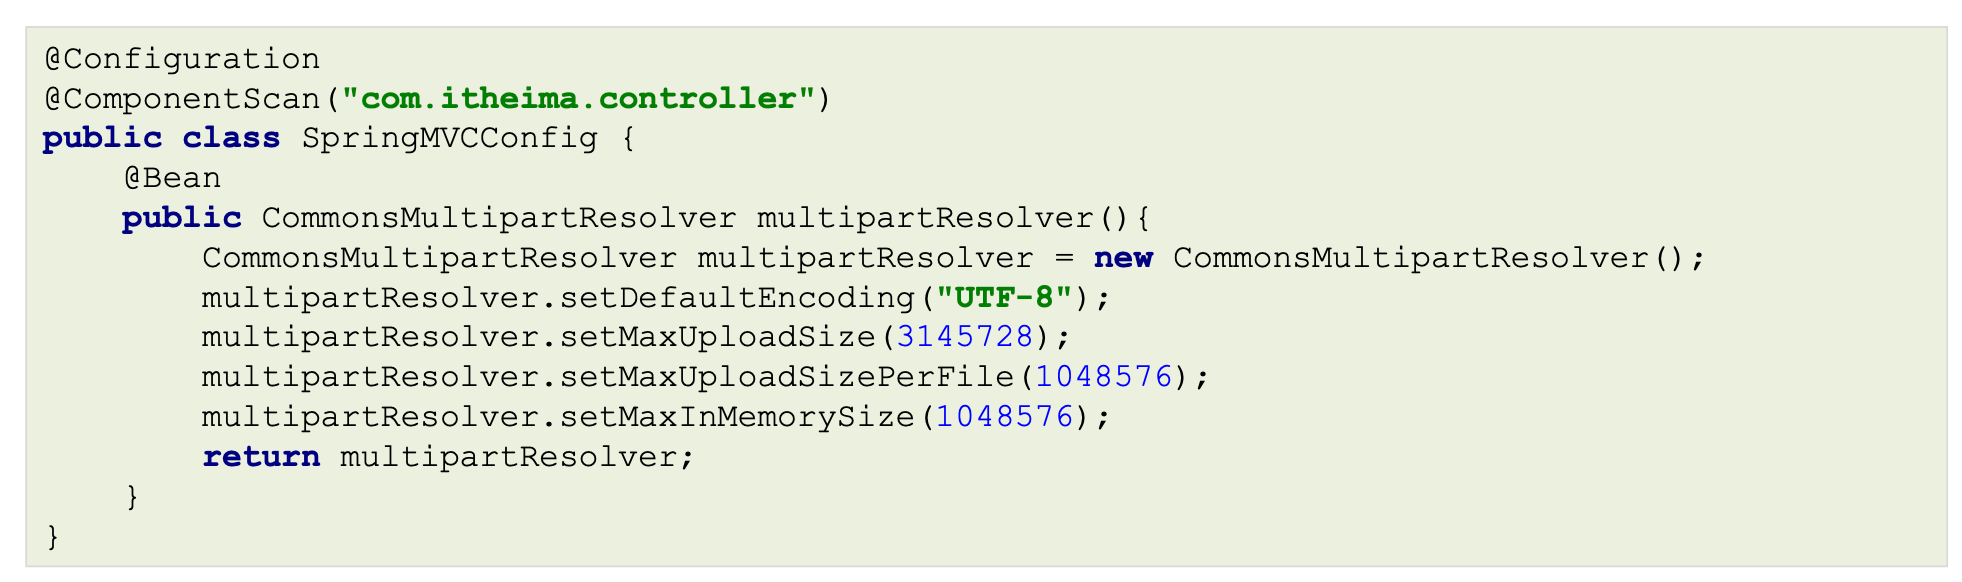 @Configuration
@ComponentScan("com.itheima.controller")
public class SpringMVCConfig {
    @Bean
    public CommonsMultipartResolver multipartResolver(){
        CommonsMultipartResolver multipartResolver = new CommonsMultipartResolver();
        multipartResolver.setDefaultEncoding("UTF-8");
        multipartResolver.setMaxUploadSize(3145728);
        multipartResolver.setMaxUploadSizePerFile(1048576);
        multipartResolver.setMaxInMemorySize(1048576);
        return multipartResolver;
    }
}